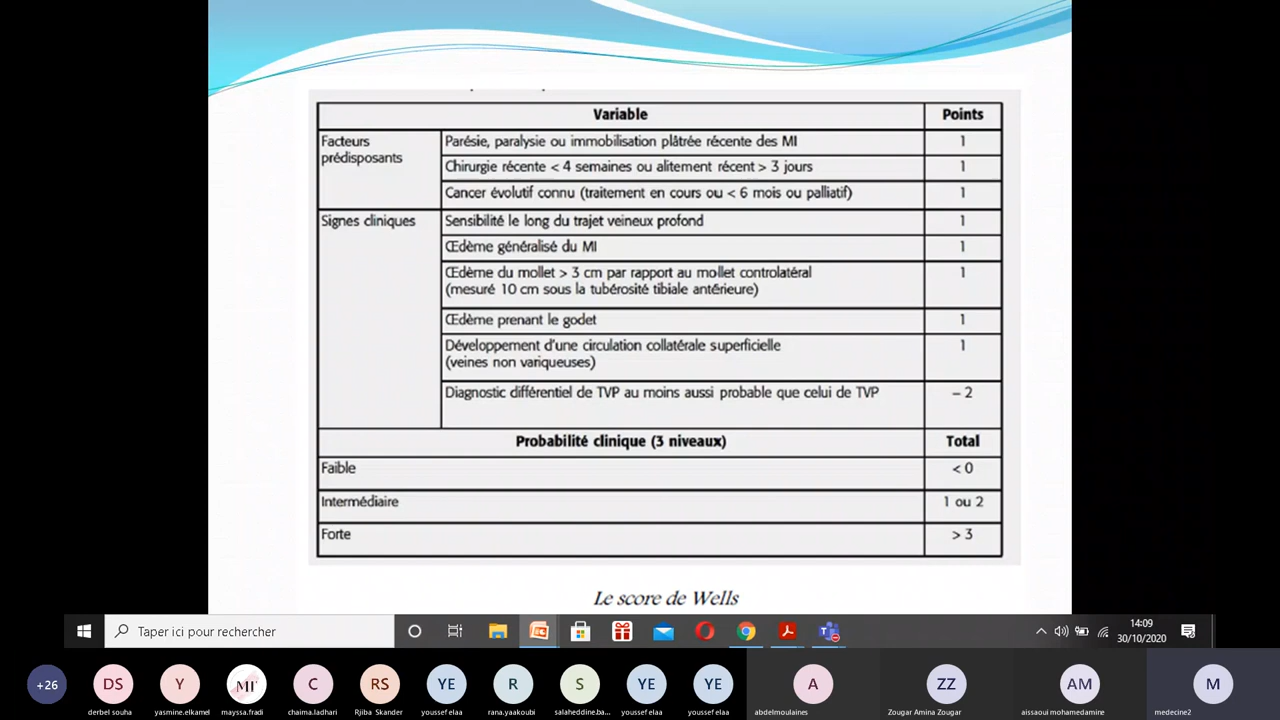 Variable Points
Facteurs prédisposants
Parésie, paralysie ou immobilisation plâtrée récente des MI 1
Chirurgie récente < 4 semaines ou alitement récent > 3 jours 1
Cancer évolutif connu (traitement en cours ou < 6 mois ou palliatif) 1
Signes cliniques
Sensibilité le long du trajet veineux profond 1
Œdème généralisé du MI 1
Œdème du mollet > 3 cm par rapport au mollet controlatéral 1
(mesuré 10 cm sous la tubérosité tibiale antérieure)
Œdème prenant le godet 1
Développement d'une circulation collatérale superficielle 1
(veines non variqueuses)
Diagnostic différentiel de TVP au moins aussi probable que celui de TVP – 2
Probabilité clinique (3 niveaux) Total
Faible < 0
Intermédiaire 1 ou 2
Forte > 3
Le score de Wells
Taper ici pour rechercher
14:09
30/10/2020
+26 DS Y MF C RS YE R S YE YE A ZZ AM M
derbel souha yasmine.elkamel mayssa.fradi chaima.ladhari Rjiba Skander youssef elaa rana.yaakoubi salaheddine.ba... youssef elaa youssef elaa abdelmoulaines Zougar Amina Zougar aissaoui mohamedamine medecine2